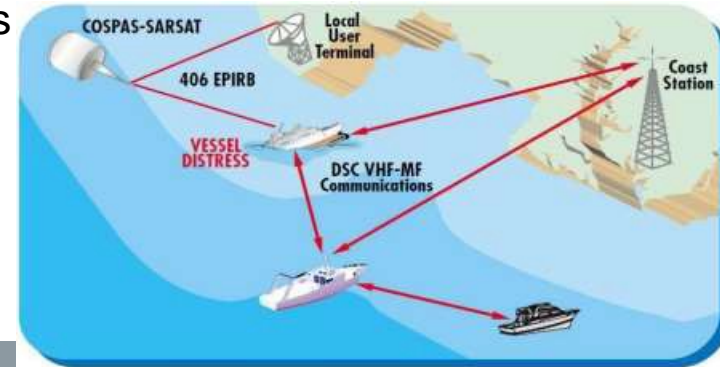 s
COSPAS-SARSAT
Local
User
Terminal
406 EPIRB
Coast
Station
VESSEL
DISTRESS
DSC VHF-MF
Communications